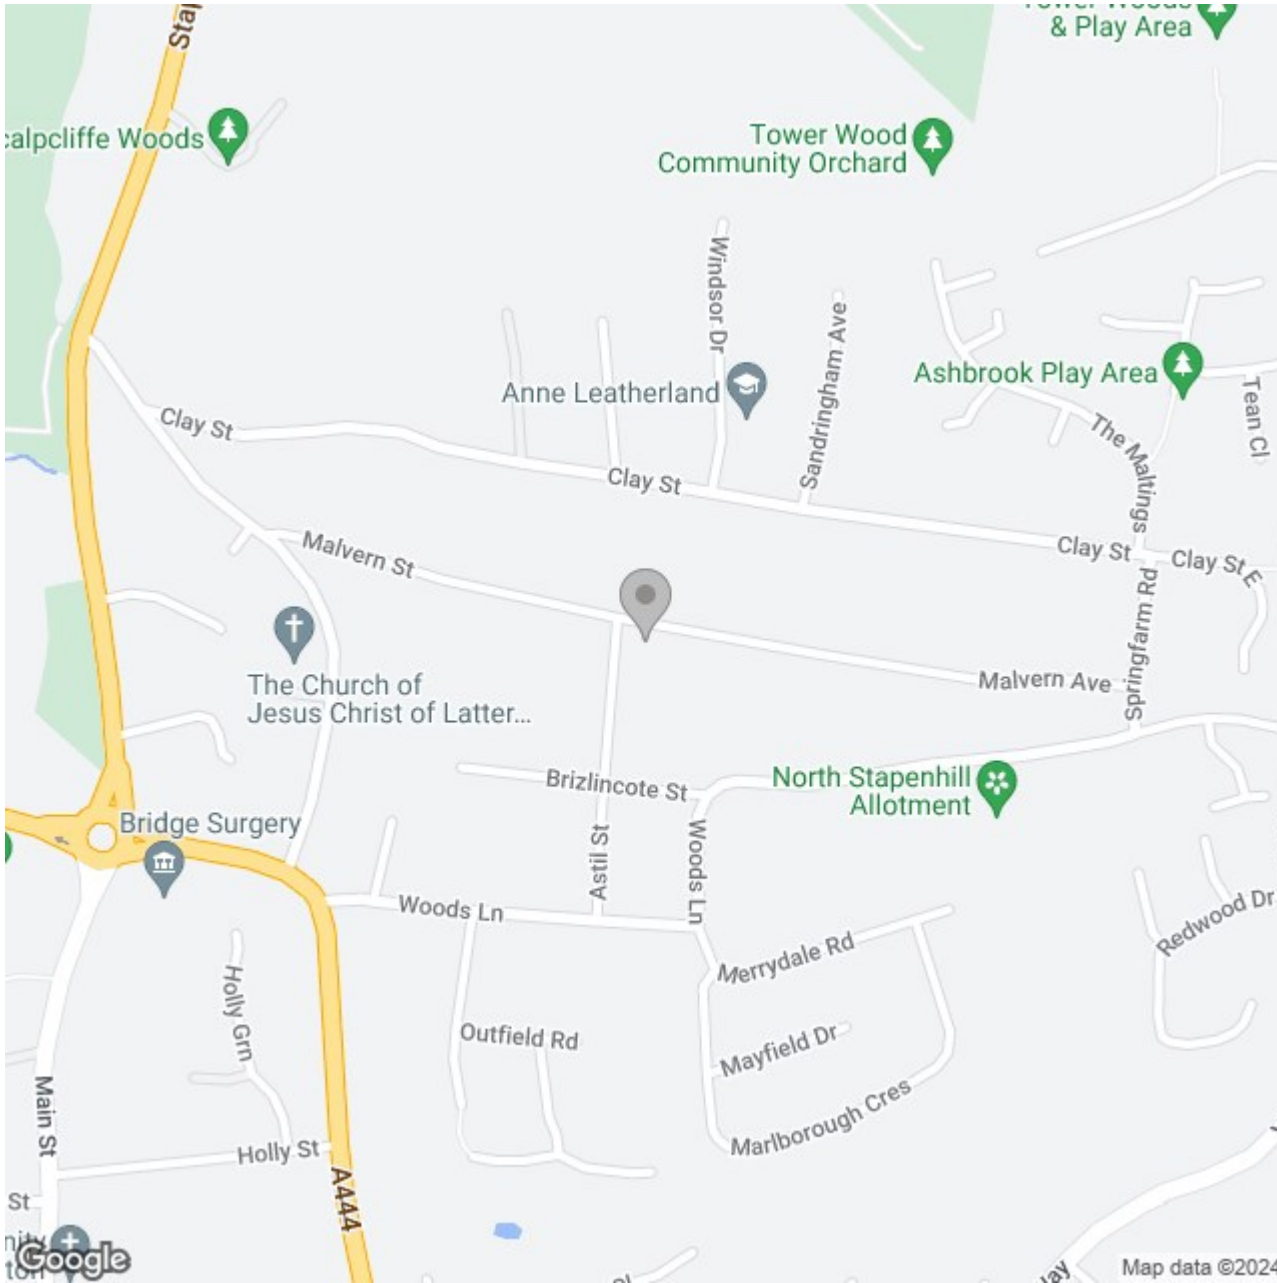 Tower Woods
& Play Area
Tower Wood
Community Orchard
Windsor Dr
Sandringham Ave
Anne Leatherland
Ashbrook Play Area
Tean Cl
Clay St
Clay St
The Maltings
Clay St
Clay St E
Malvern St
Springfarm Rd
The Church of
Jesus Christ of Latter...
Malvern Ave
Brizlincote St
North Stapenhill
Allotment
Bridge Surgery
Astil St
Woods Ln
Woods Ln
Redwood Dr
Merrydale Rd
Holly Grn
Outfield Rd
Mayfield Dr
Main St
Marlborough Cres
Holly St
A444
St
Google
Map data ©2024